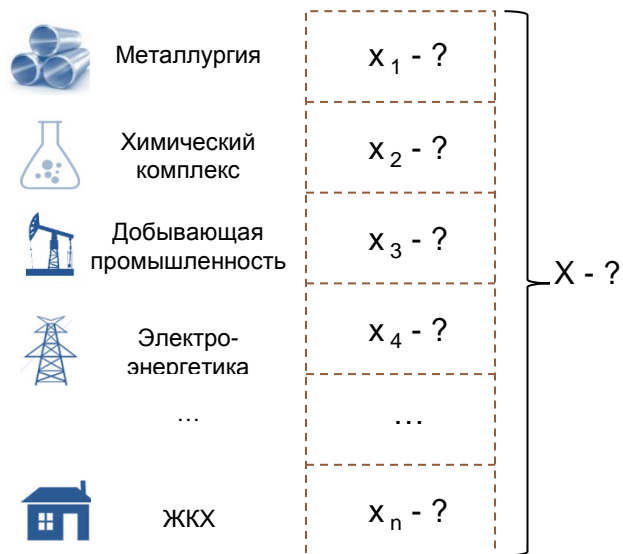 Металлургия
x 1 - ?
Химический
комплекс
x 2 - ?
Добывающая
промышленность
x 3 - ?
X - ?
Электро-
энергетика
x 4 - ?
...
...
ЖКХ
x n - ?